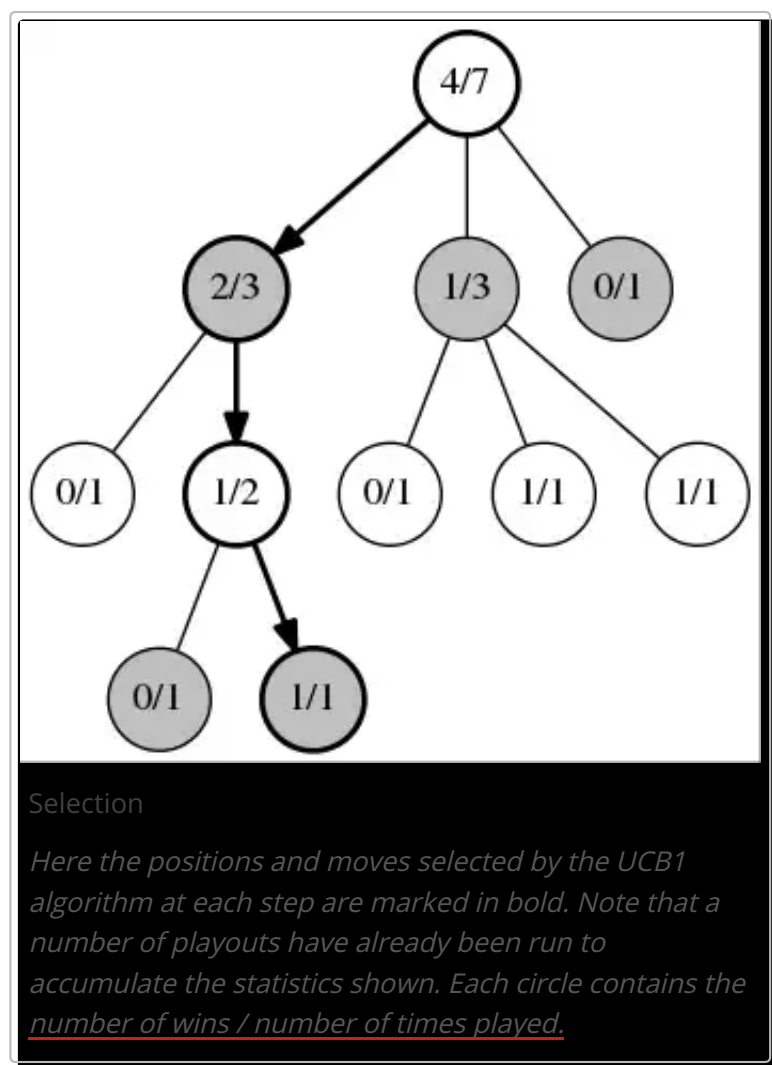 4/7
2/3
1/3
0/1
0/1
1/2
0/1
1/1
1/1
0/1
1/1
Selection
Here the positions and moves selected by the UCB1
algorithm at each step are marked in bold. Note that a
number of playouts have already been run to
accumulate the statistics shown. Each circle contains the
number of wins / number of times played.